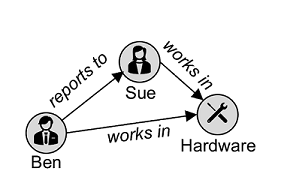 reports to
works in
Sue
works in
Hardware
Ben